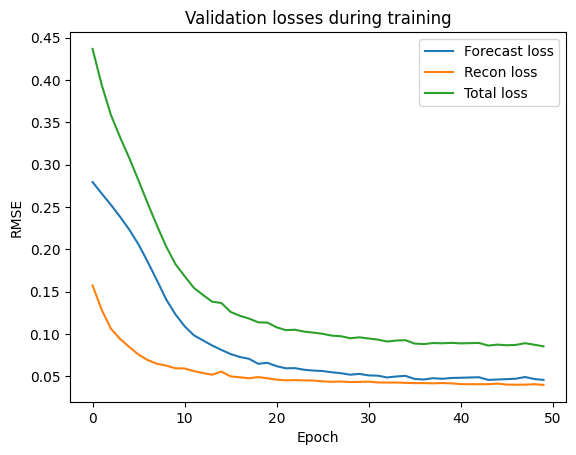 Validation losses during training
0.45
0.40
0.35
0.30
0.25
0.20
0.15
0.10
0.05
RMSE
Forecast loss
Recon loss
Total loss
0 10 20 30 40 50
Epoch